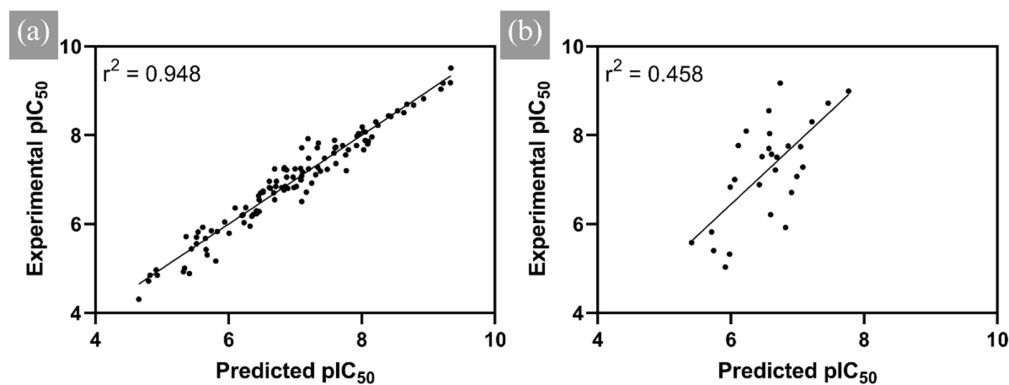 (a)
10
r² = 0.948
8
6
4
Experimental pIC₅₀
4 6 8 10
Predicted pIC₅₀
(b)
10
r² = 0.458
8
6
4
Experimental pIC₅₀
4 6 8 10
Predicted pIC₅₀